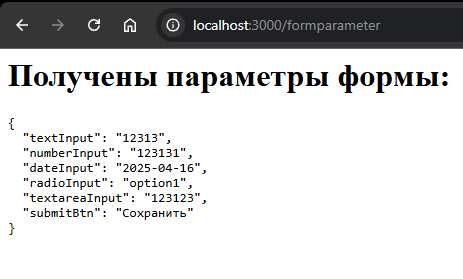 localhost:3000/formparameter
Получены параметры формы:
{
  "textInput": "12313",
  "numberInput": "123131",
  "dateInput": "2025-04-16",
  "radioInput": "option1",
  "textareaInput": "123123",
  "submitBtn": "Сохранить"
}